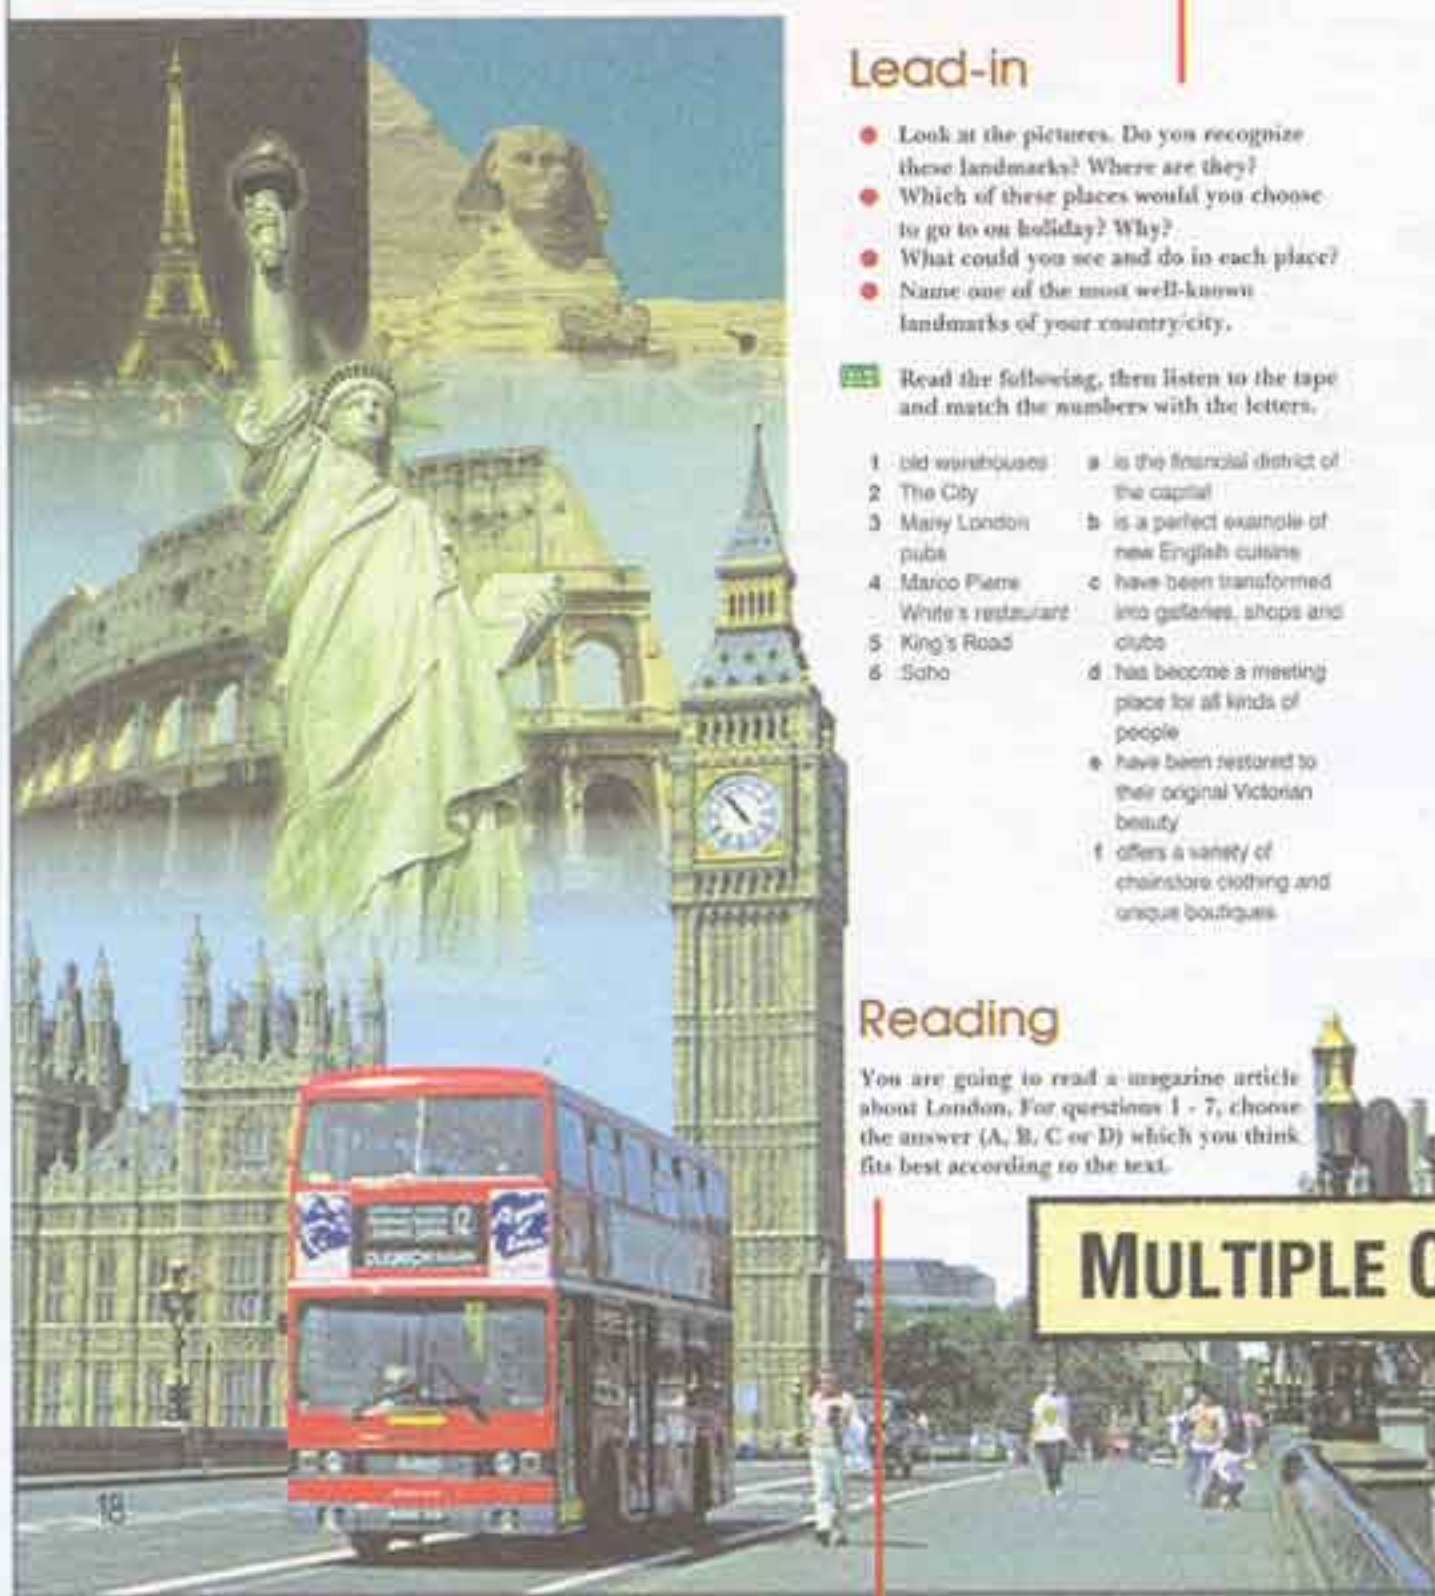 Lead-in
Look at the pictures. Do you recognize
these landmarks? Where are they?
Which of these places would you choose
to go to on holiday? Why?
What could you see and do in each place?
Name one of the most well-known
landmarks of your country/city.
Read the following, then listen to the tape
and match the numbers with the letters.
1 old warehouses
2 The City
3 Many London
pubs
4 Marco Pierre
White's restaurant
5 King's Road
6 Soho
a is the financial district of
the capital
b is a perfect example of
new English cuisine
c have been transformed
into galleries, shops and
clubs
d has become a meeting
place for all kinds of
people
e have been restored to
their original Victorian
beauty
f offers a variety of
chainstore clothing and
unique boutiques
Reading
You are going to read a magazine article
about London. For questions 1 - 7, choose
the answer (A, B, C or D) which you think
fits best according to the text.
MULTIPLE C
12
18